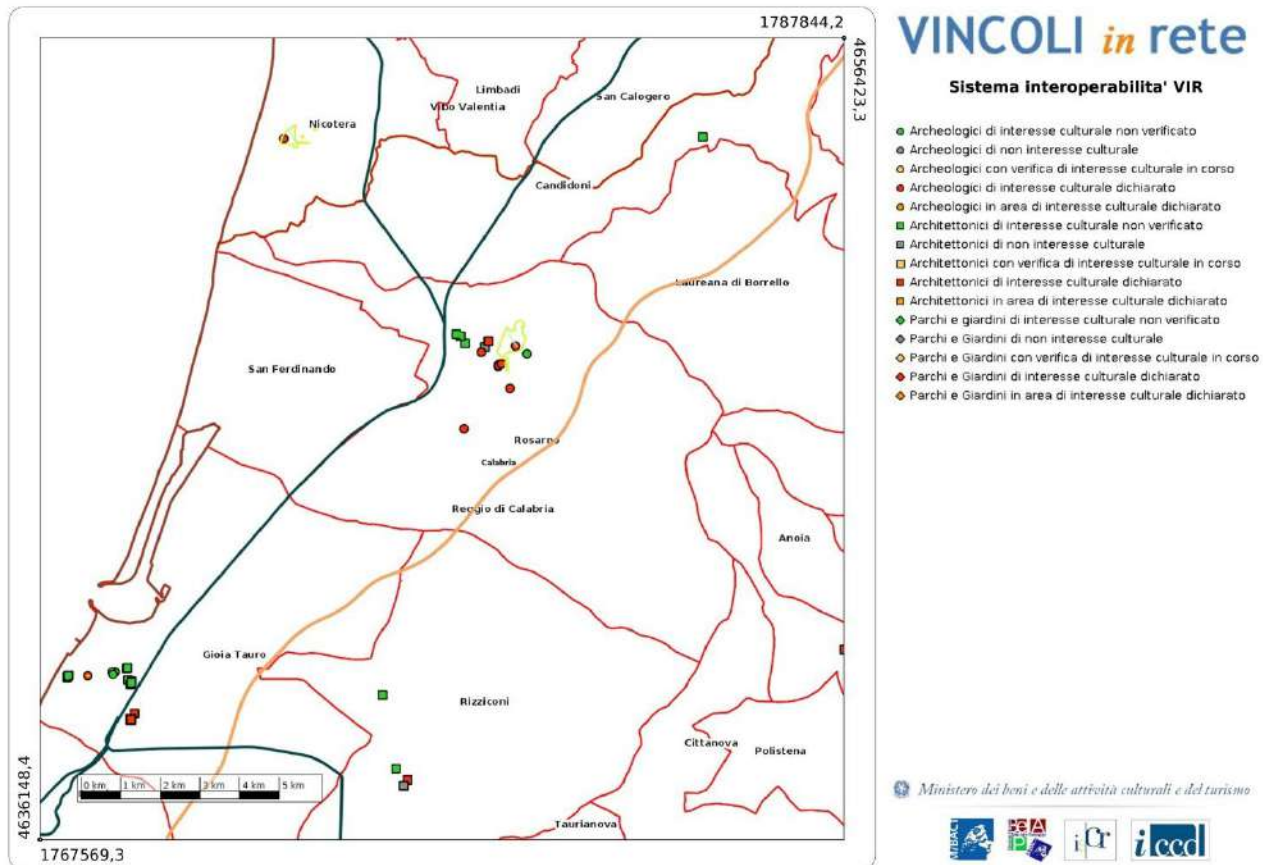 1787844,2
4656423,3
Limbadi
Vibo Valentia
San Calogero
Nicotera
Candidoni
Laureana di Borrello
San Ferdinando
Rosarno
Calabria
Reggio di Calabria
Anoia
Gioia Tauro
Rizziconi
Cittanova
Polistena
Taurianova
0 km 1 km 2 km 3 km 4 km 5 km
4636148,4
1767569,3
VINCOLI in rete
Sistema interoperabilita' VIR
Archeologici di interesse culturale non verificato
Archeologici di non interesse culturale
Archeologici con verifica di interesse culturale in corso
Archeologici di interesse culturale dichiarato
Archeologici in area di interesse culturale dichiarato
Architettonici di interesse culturale non verificato
Architettonici di non interesse culturale
Architettonici con verifica di interesse culturale in corso
Architettonici di interesse culturale dichiarato
Architettonici in area di interesse culturale dichiarato
Parchi e giardini di interesse culturale non verificato
Parchi e Giardini di non interesse culturale
Parchi e Giardini con verifica di interesse culturale in corso
Parchi e Giardini di interesse culturale dichiarato
Parchi e Giardini in area di interesse culturale dichiarato
Ministero dei beni e delle attività culturali e del turismo
MiBACT
iCr
iccd